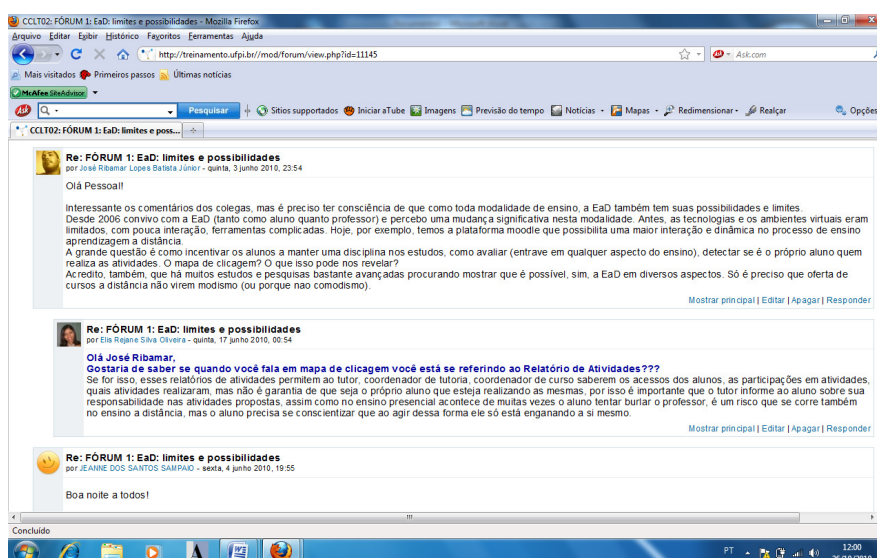 CCLT02: FÓRUM 1: EaD: limites e possibilidades - Mozilla Firefox
Arquivo Editar Exibir Histórico Favoritos Ferramentas Ajuda
http://treinamento.ufpi.br//mod/forum/view.php?id=11145
Ask.com
Mais visitados Primeiros passos Últimas notícias
McAfee SiteAdvisor
Ask Pesquisar Sitios supportados Iniciar aTube Imagens Previsão do tempo Notícias Mapas Redimensionar Realçar Opções
CCLT02: FÓRUM 1: EaD: limites e poss...
Re: FÓRUM 1: EaD: limites e possibilidades
por José Ribamar Lopes Batista Júnior - quinta, 3 junho 2010, 23:54
Olá Pessoal!
Interessante os comentários dos colegas, mas é preciso ter consciência de que como toda modalidade de ensino, a EaD também tem suas possibilidades e limites.
Desde 2006 convivo com a EaD (tanto como aluno quanto professor) e percebo uma mudança significativa nesta modalidade. Antes, as tecnologias e os ambientes virtuais eram
limitados, com pouca interação, ferramentas complicadas. Hoje, por exemplo, temos a plataforma moodle que possibilita uma maior interação e dinâmica no processo de ensino
aprendizagem a distância.
A grande questão é como incentivar os alunos a manter uma disciplina nos estudos, como avaliar (entrave em qualquer aspecto do ensino), detectar se é o próprio aluno quem
realiza as atividades. O mapa de clicagem? O que isso pode nos revelar?
Acredito, também, que há muitos estudos e pesquisas bastante avançadas procurando mostrar que é possível, sim, a EaD em diversos aspectos. Só é preciso que oferta de
cursos a distância não virem modismo (ou porque nao comodismo).
Mostrar principal | Editar | Apagar | Responder
Re: FÓRUM 1: EaD: limites e possibilidades
por Elis Rejane Silva Oliveira - quinta, 17 junho 2010, 00:54
Olá José Ribamar,
Gostaria de saber se quando você fala em mapa de clicagem você está se referindo ao Relatório de Atividades???
Se for isso, esses relatórios de atividades permitem ao tutor, coordenador de tutoria, coordenador de curso saberem os acessos dos alunos, as participações em atividades,
quais atividades realizaram, mas não é garantia de que seja o próprio aluno que esteja realizando as mesmas, por isso é importante que o tutor informe ao aluno sobre sua
responsabilidade nas atividades propostas, assim como no ensino presencial acontece de muitas vezes o aluno tentar burlar o professor, é um risco que se corre também
no ensino a distância, mas o aluno precisa se conscientizar que ao agir dessa forma ele só está enganando a si mesmo.
Mostrar principal | Editar | Apagar | Responder
Re: FÓRUM 1: EaD: limites e possibilidades
por JEANNE DOS SANTOS SAMPAIO - sexta, 4 junho 2010, 19:55
Boa noite a todos!
Concluído
PT 12:00